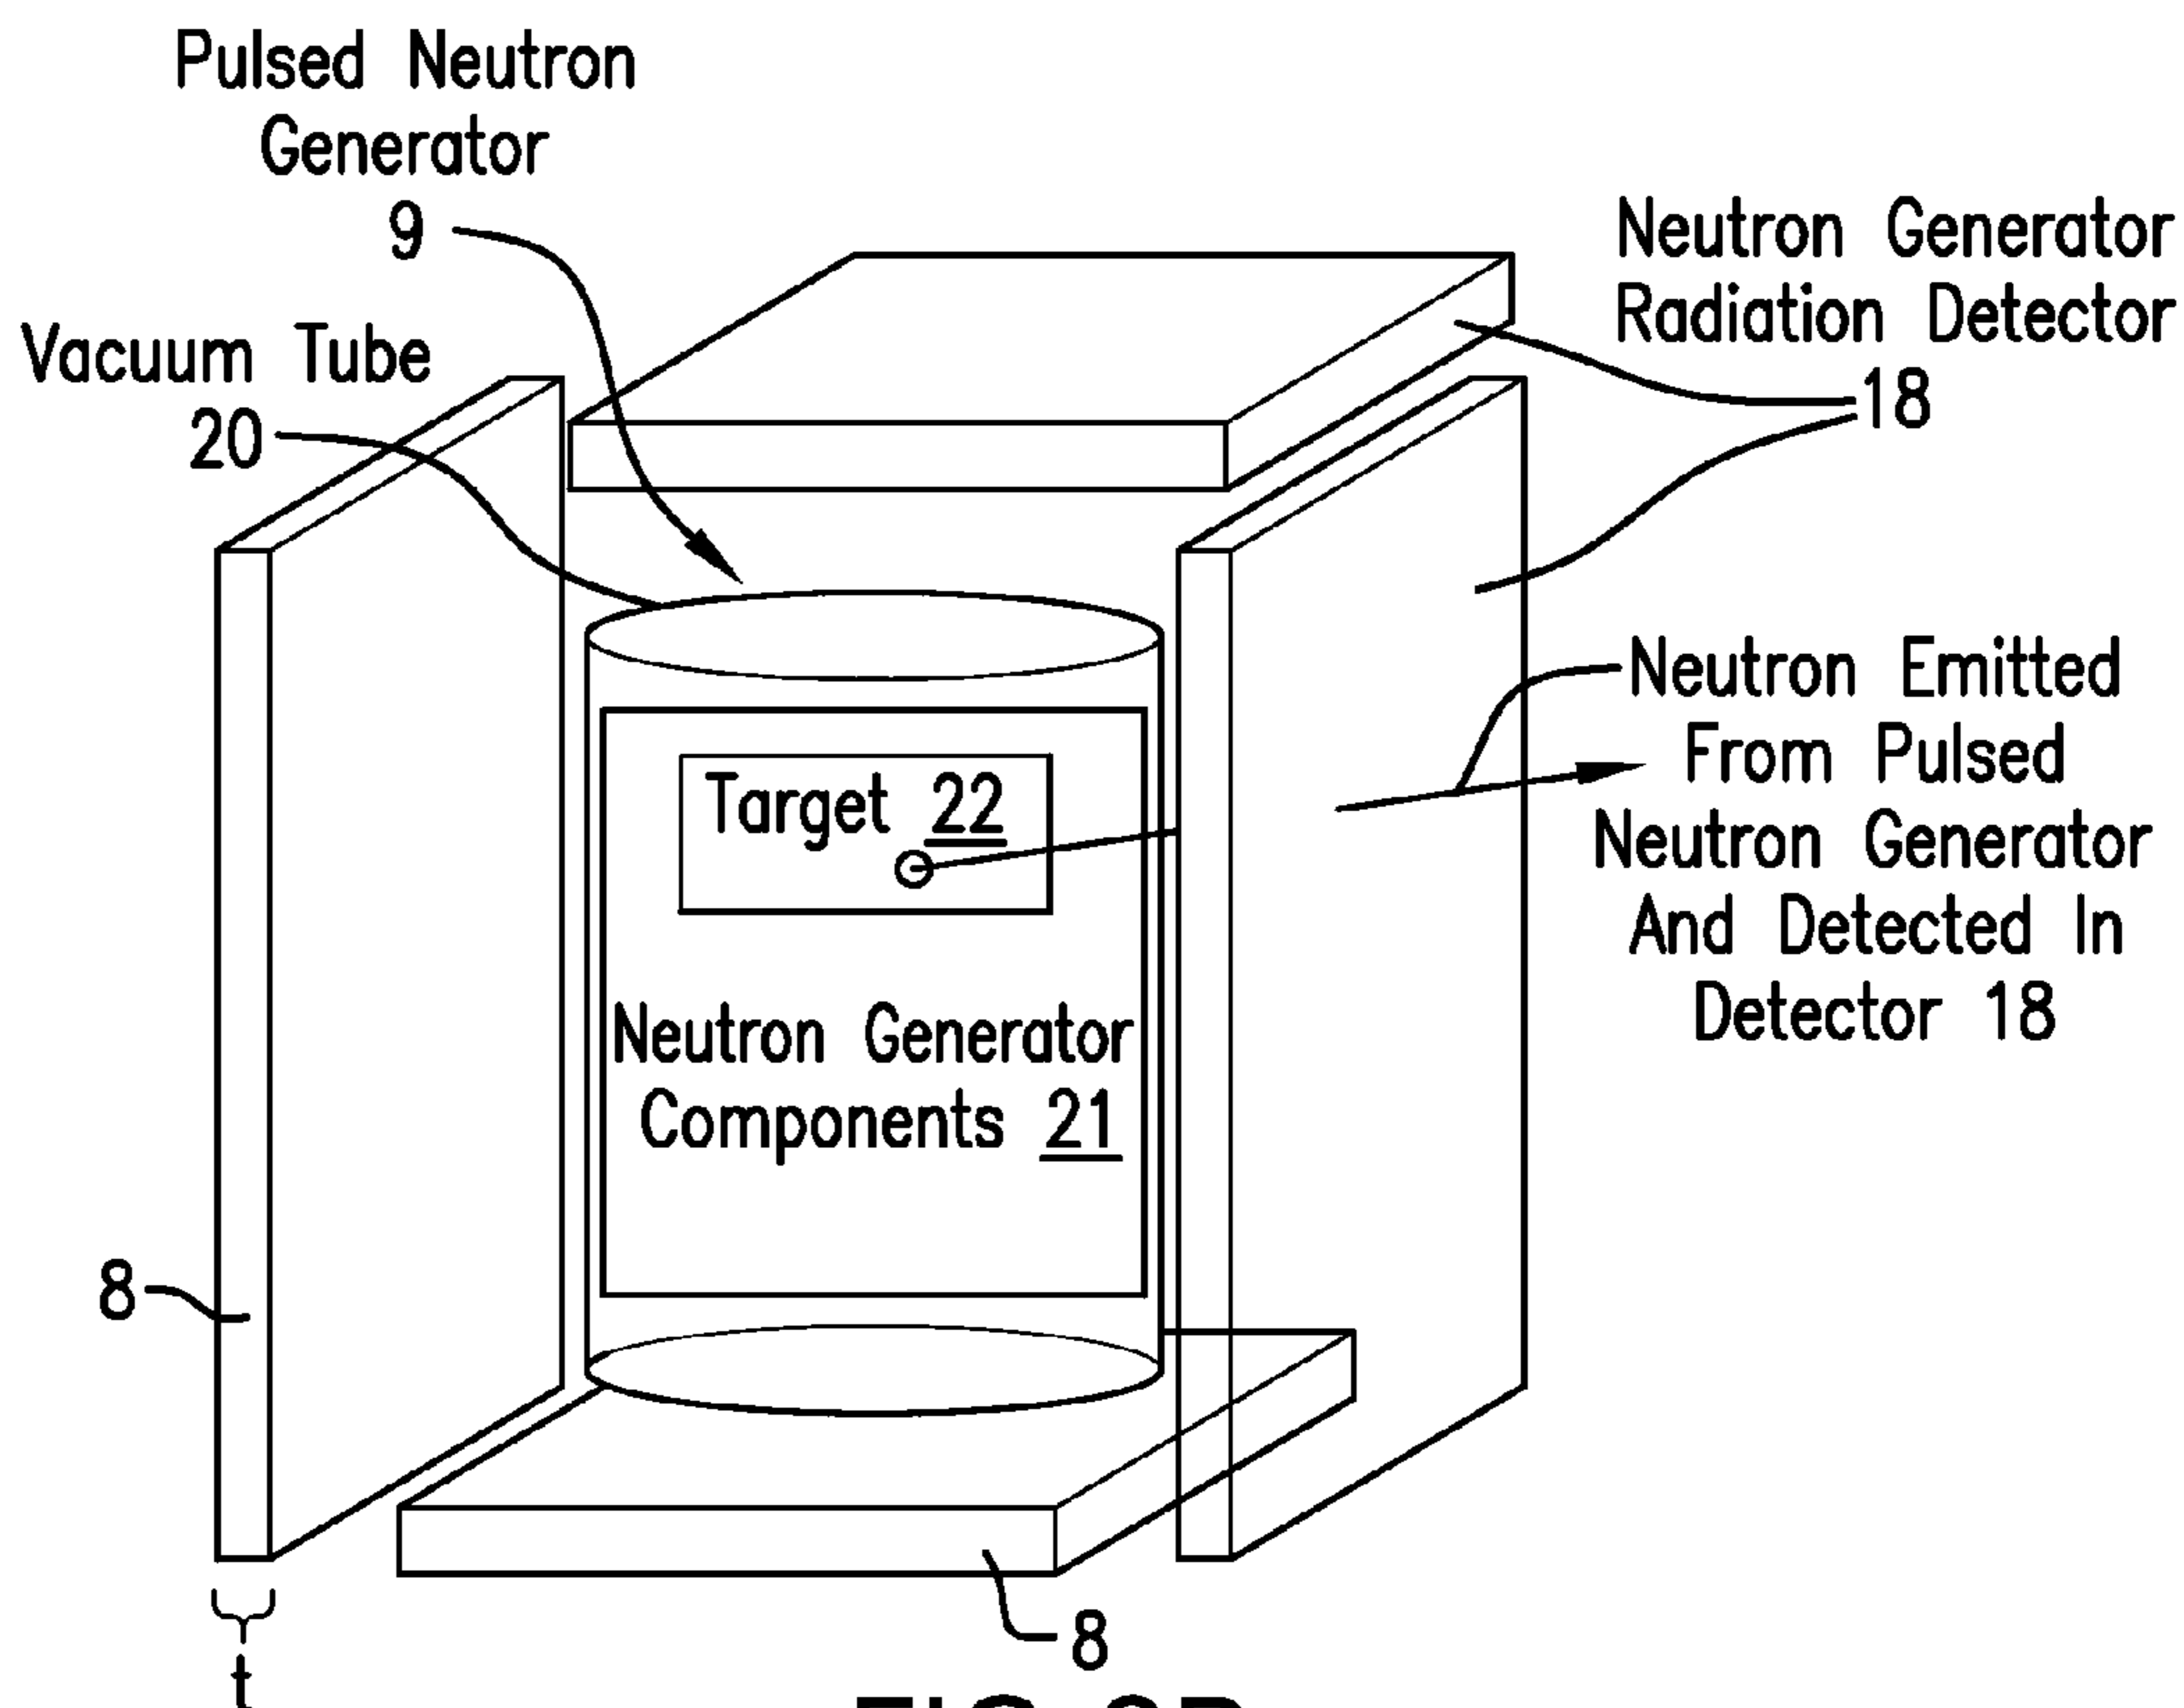 Pulsed Neutron
Generator
9
Vacuum Tube
20
Neutron Generator
Radiation Detector
18
Neutron Emitted
From Pulsed
Neutron Generator
And Detected In
Detector 18
Target 22
Neutron Generator
Components 21
8
8
t